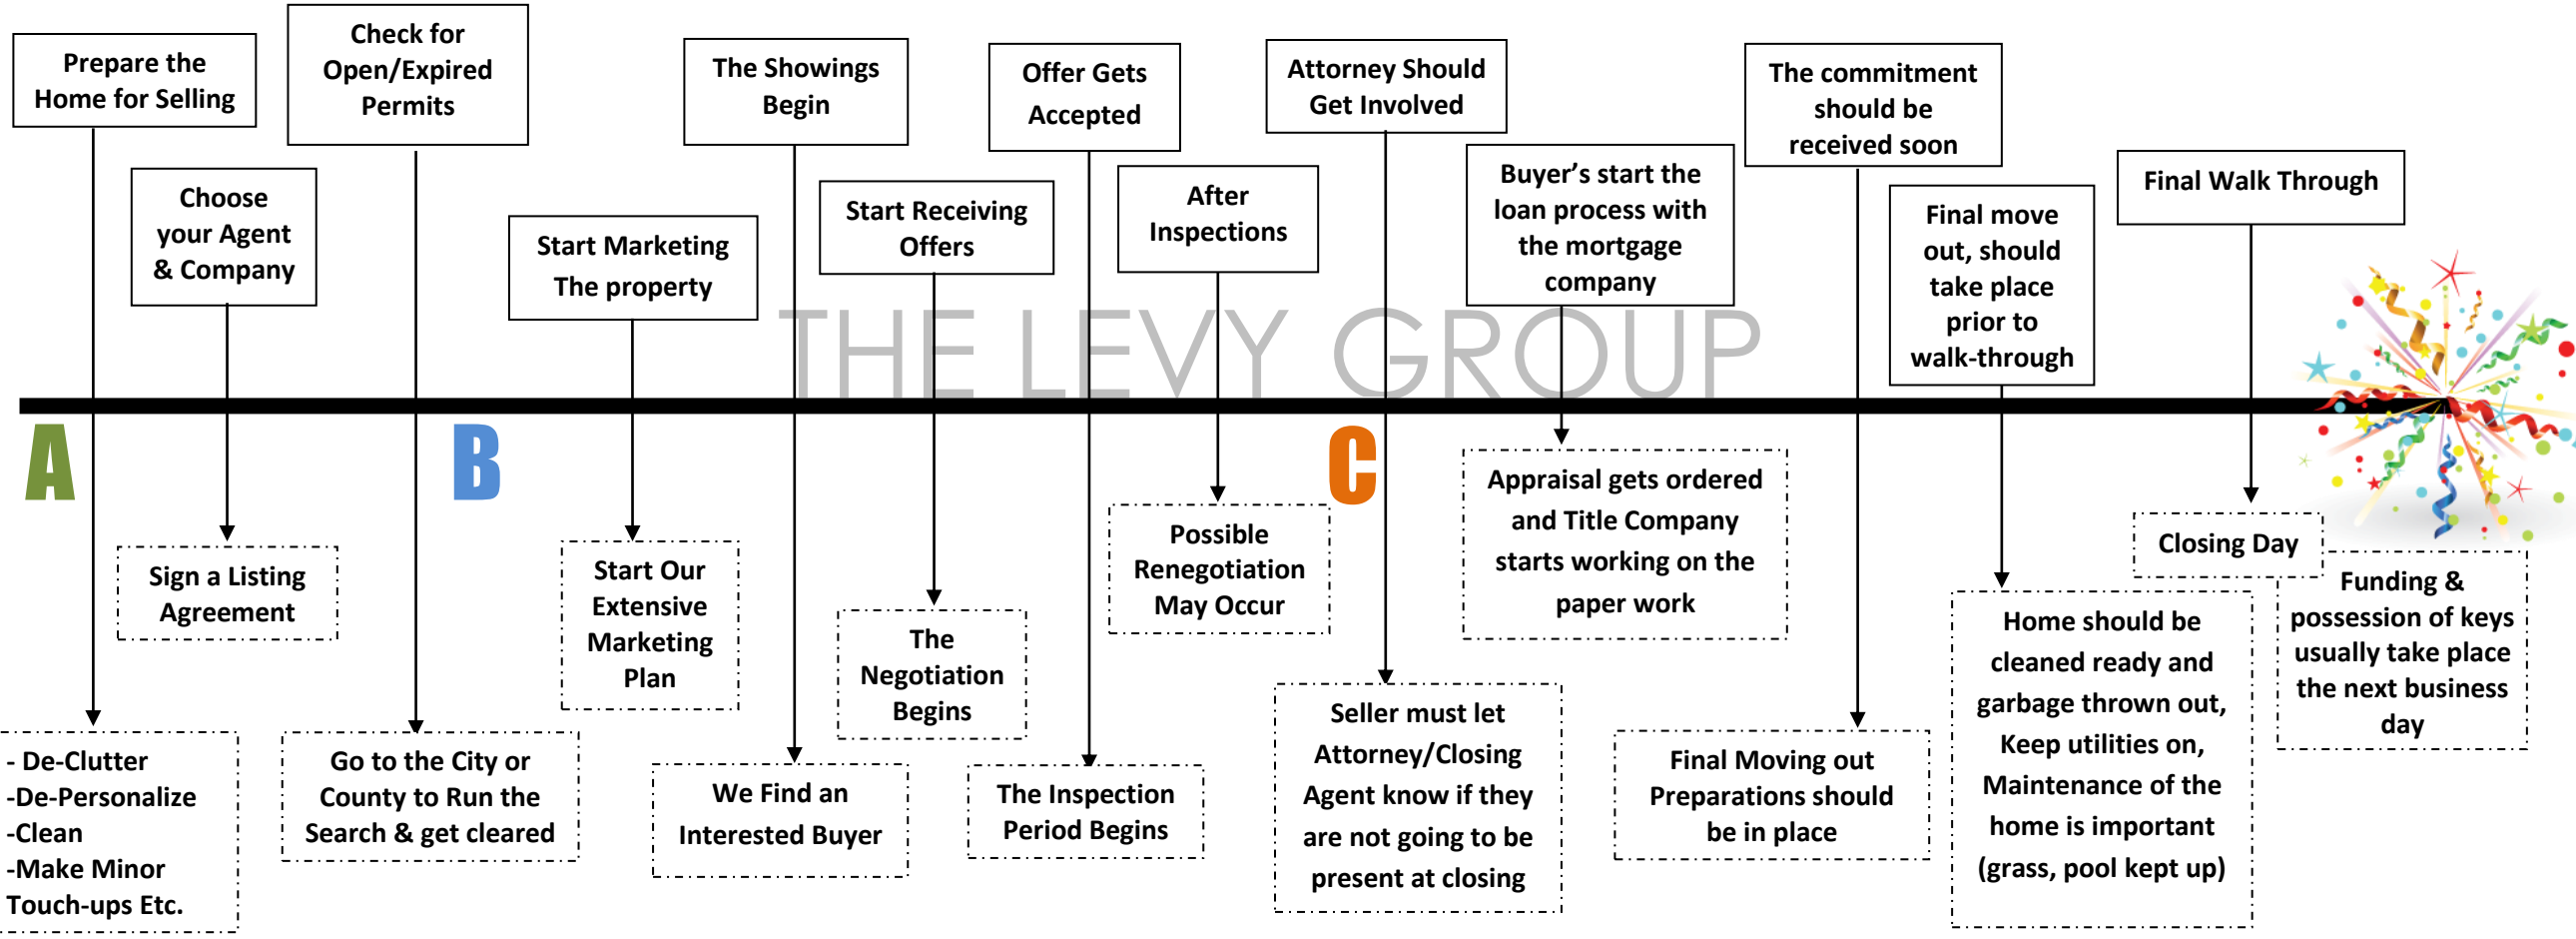 Prepare the
Home for Selling
Check for
Open/Expired
Permits
The Showings
Begin
Offer Gets
Accepted
Attorney Should
Get Involved
The commitment
should be
received soon
Choose
your Agent
& Company
Start Marketing
The property
Start Receiving
Offers
After
Inspections
Buyer’s start the
loan process with
the mortgage
company
Final move
out, should
take place
prior to
walk-through
Final Walk Through
THE LEVY GROUP
A
B
C
Sign a Listing
Agreement
Start Our
Extensive
Marketing
Plan
The
Negotiation
Begins
Possible
Renegotiation
May Occur
Appraisal gets ordered
and Title Company
starts working on the
paper work
Closing Day
Funding &
possession of keys
usually take place
the next business
day
- De-Clutter
-De-Personalize
-Clean
-Make Minor
Touch-ups Etc.
Go to the City or
County to Run the
Search & get cleared
We Find an
Interested Buyer
The Inspection
Period Begins
Seller must let
Attorney/Closing
Agent know if they
are not going to be
present at closing
Final Moving out
Preparations should
be in place
Home should be
cleaned ready and
garbage thrown out,
Keep utilities on,
Maintenance of the
home is important
(grass, pool kept up)